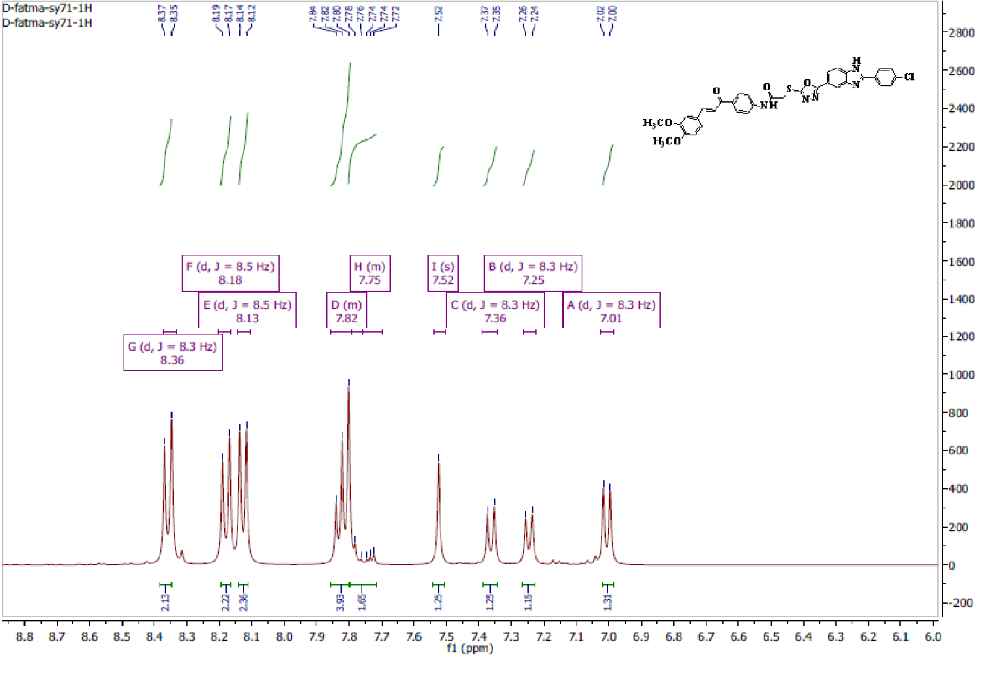 D-fatma-sy71-1H
D-fatma-sy71-1H
8.37
8.35
8.19
8.17
8.14
8.12
7.84
7.82
7.80
7.78
7.76
7.74
7.74
7.72
7.52
7.37
7.35
7.26
7.24
7.02
7.00
H
N
N
Cl
O
N
N
S
O
NH
O
H3CO
H3CO
F (d, J = 8.5 Hz)
8.18
H (m)
7.75
I (s)
7.52
B (d, J = 8.3 Hz)
7.25
E (d, J = 8.5 Hz)
8.13
D (m)
7.82
C (d, J = 8.3 Hz)
7.36
A (d, J = 8.3 Hz)
7.01
G (d, J = 8.3 Hz)
8.36
2800
2600
2400
2200
2000
1800
1600
1400
1200
1000
800
600
400
200
0
-200
2.13
2.22
2.36
3.93
1.65
1.25
1.25
1.15
1.31
8.8 8.7 8.6 8.5 8.4 8.3 8.2 8.1 8.0 7.9 7.8 7.7 7.6 7.5 7.4 7.3 7.2 7.1 7.0 6.9 6.8 6.7 6.6 6.5 6.4 6.3 6.2 6.1 6.0
f1 (ppm)